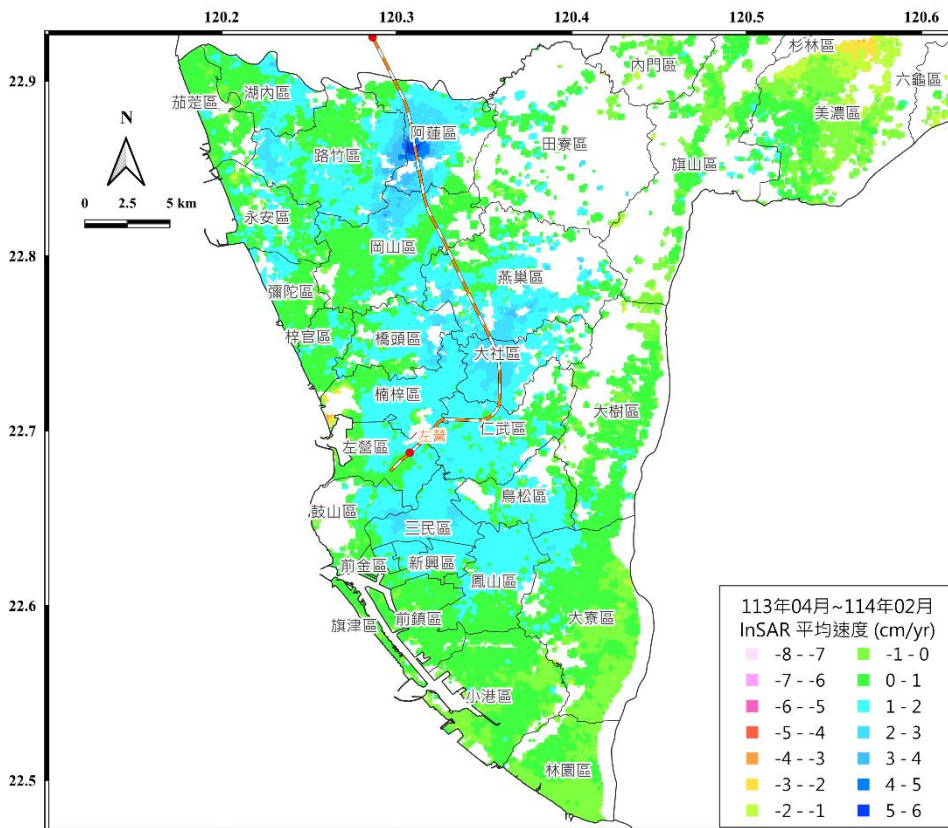 120.2 120.3 120.4 120.5 120.6
杉林區
內門區
22.9
六龜區
湖內區
美濃區
茄萣區
N
阿蓮區
田寮區
路竹區
旗山區
0 2.5 5 km
永安區
22.8
岡山區
燕巢區
彌陀區
梓官區
橋頭區
大社區
楠梓區
大樹區
22.7
仁武區
左營
左營區
鳥松區
鼓山區
三民區
新興區
前金區
鳳山區
22.6
前鎮區
大寮區
旗津區
小港區
林園區
22.5
113年04月~114年02月
InSAR 平均速度 (cm/yr)
-8 - -7
-7 - -6
-6 - -5
-5 - -4
-4 - -3
-3 - -2
-2 - -1
-1 - 0
0 - 1
1 - 2
2 - 3
3 - 4
4 - 5
5 - 6